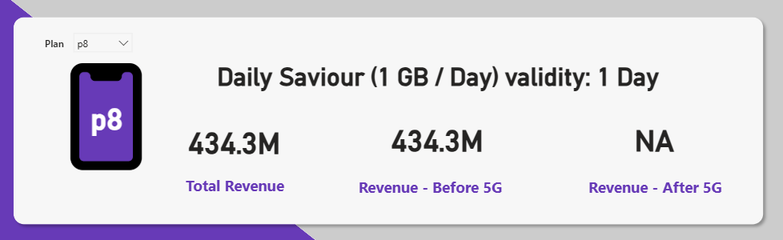 Plan p8
p8
Daily Saviour (1 GB / Day) validity: 1 Day
434.3M 434.3M NA
Total Revenue Revenue - Before 5G Revenue - After 5G